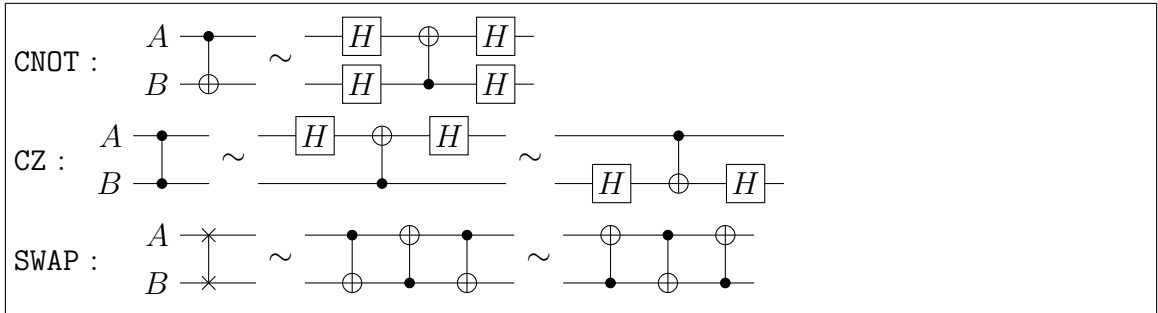 CNOT : A ∼ H H
B H H
CZ : A ∼ H H ∼
B H H
SWAP : A ∼ ∼
B